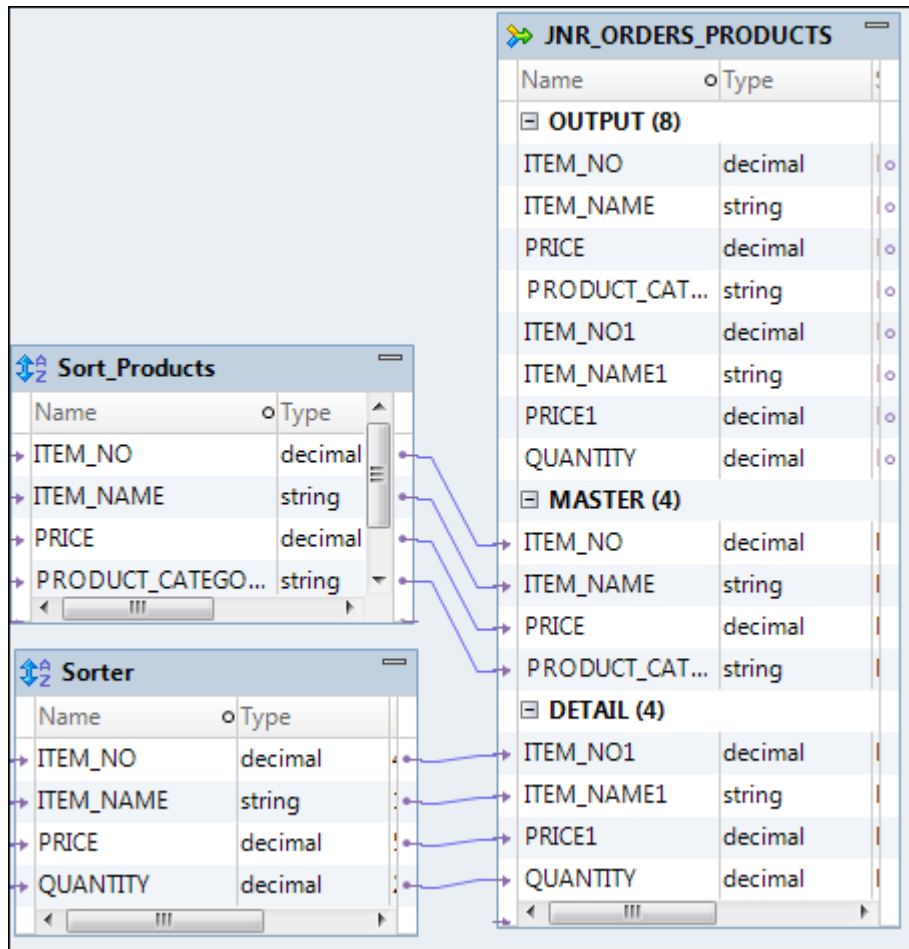 JNR_ORDERS_PRODUCTS
Name Type
OUTPUT (8)
ITEM_NO decimal
ITEM_NAME string
PRICE decimal
PRODUCT_CAT... string
ITEM_NO1 decimal
ITEM_NAME1 string
PRICE1 decimal
QUANTITY decimal
MASTER (4)
ITEM_NO decimal
ITEM_NAME string
PRICE decimal
PRODUCT_CAT... string
DETAIL (4)
ITEM_NO1 decimal
ITEM_NAME1 string
PRICE1 decimal
QUANTITY decimal
Sort_Products
Name Type
ITEM_NO decimal
ITEM_NAME string
PRICE decimal
PRODUCT_CATEGO... string
Sorter
Name Type
ITEM_NO decimal
ITEM_NAME string
PRICE decimal
QUANTITY decimal